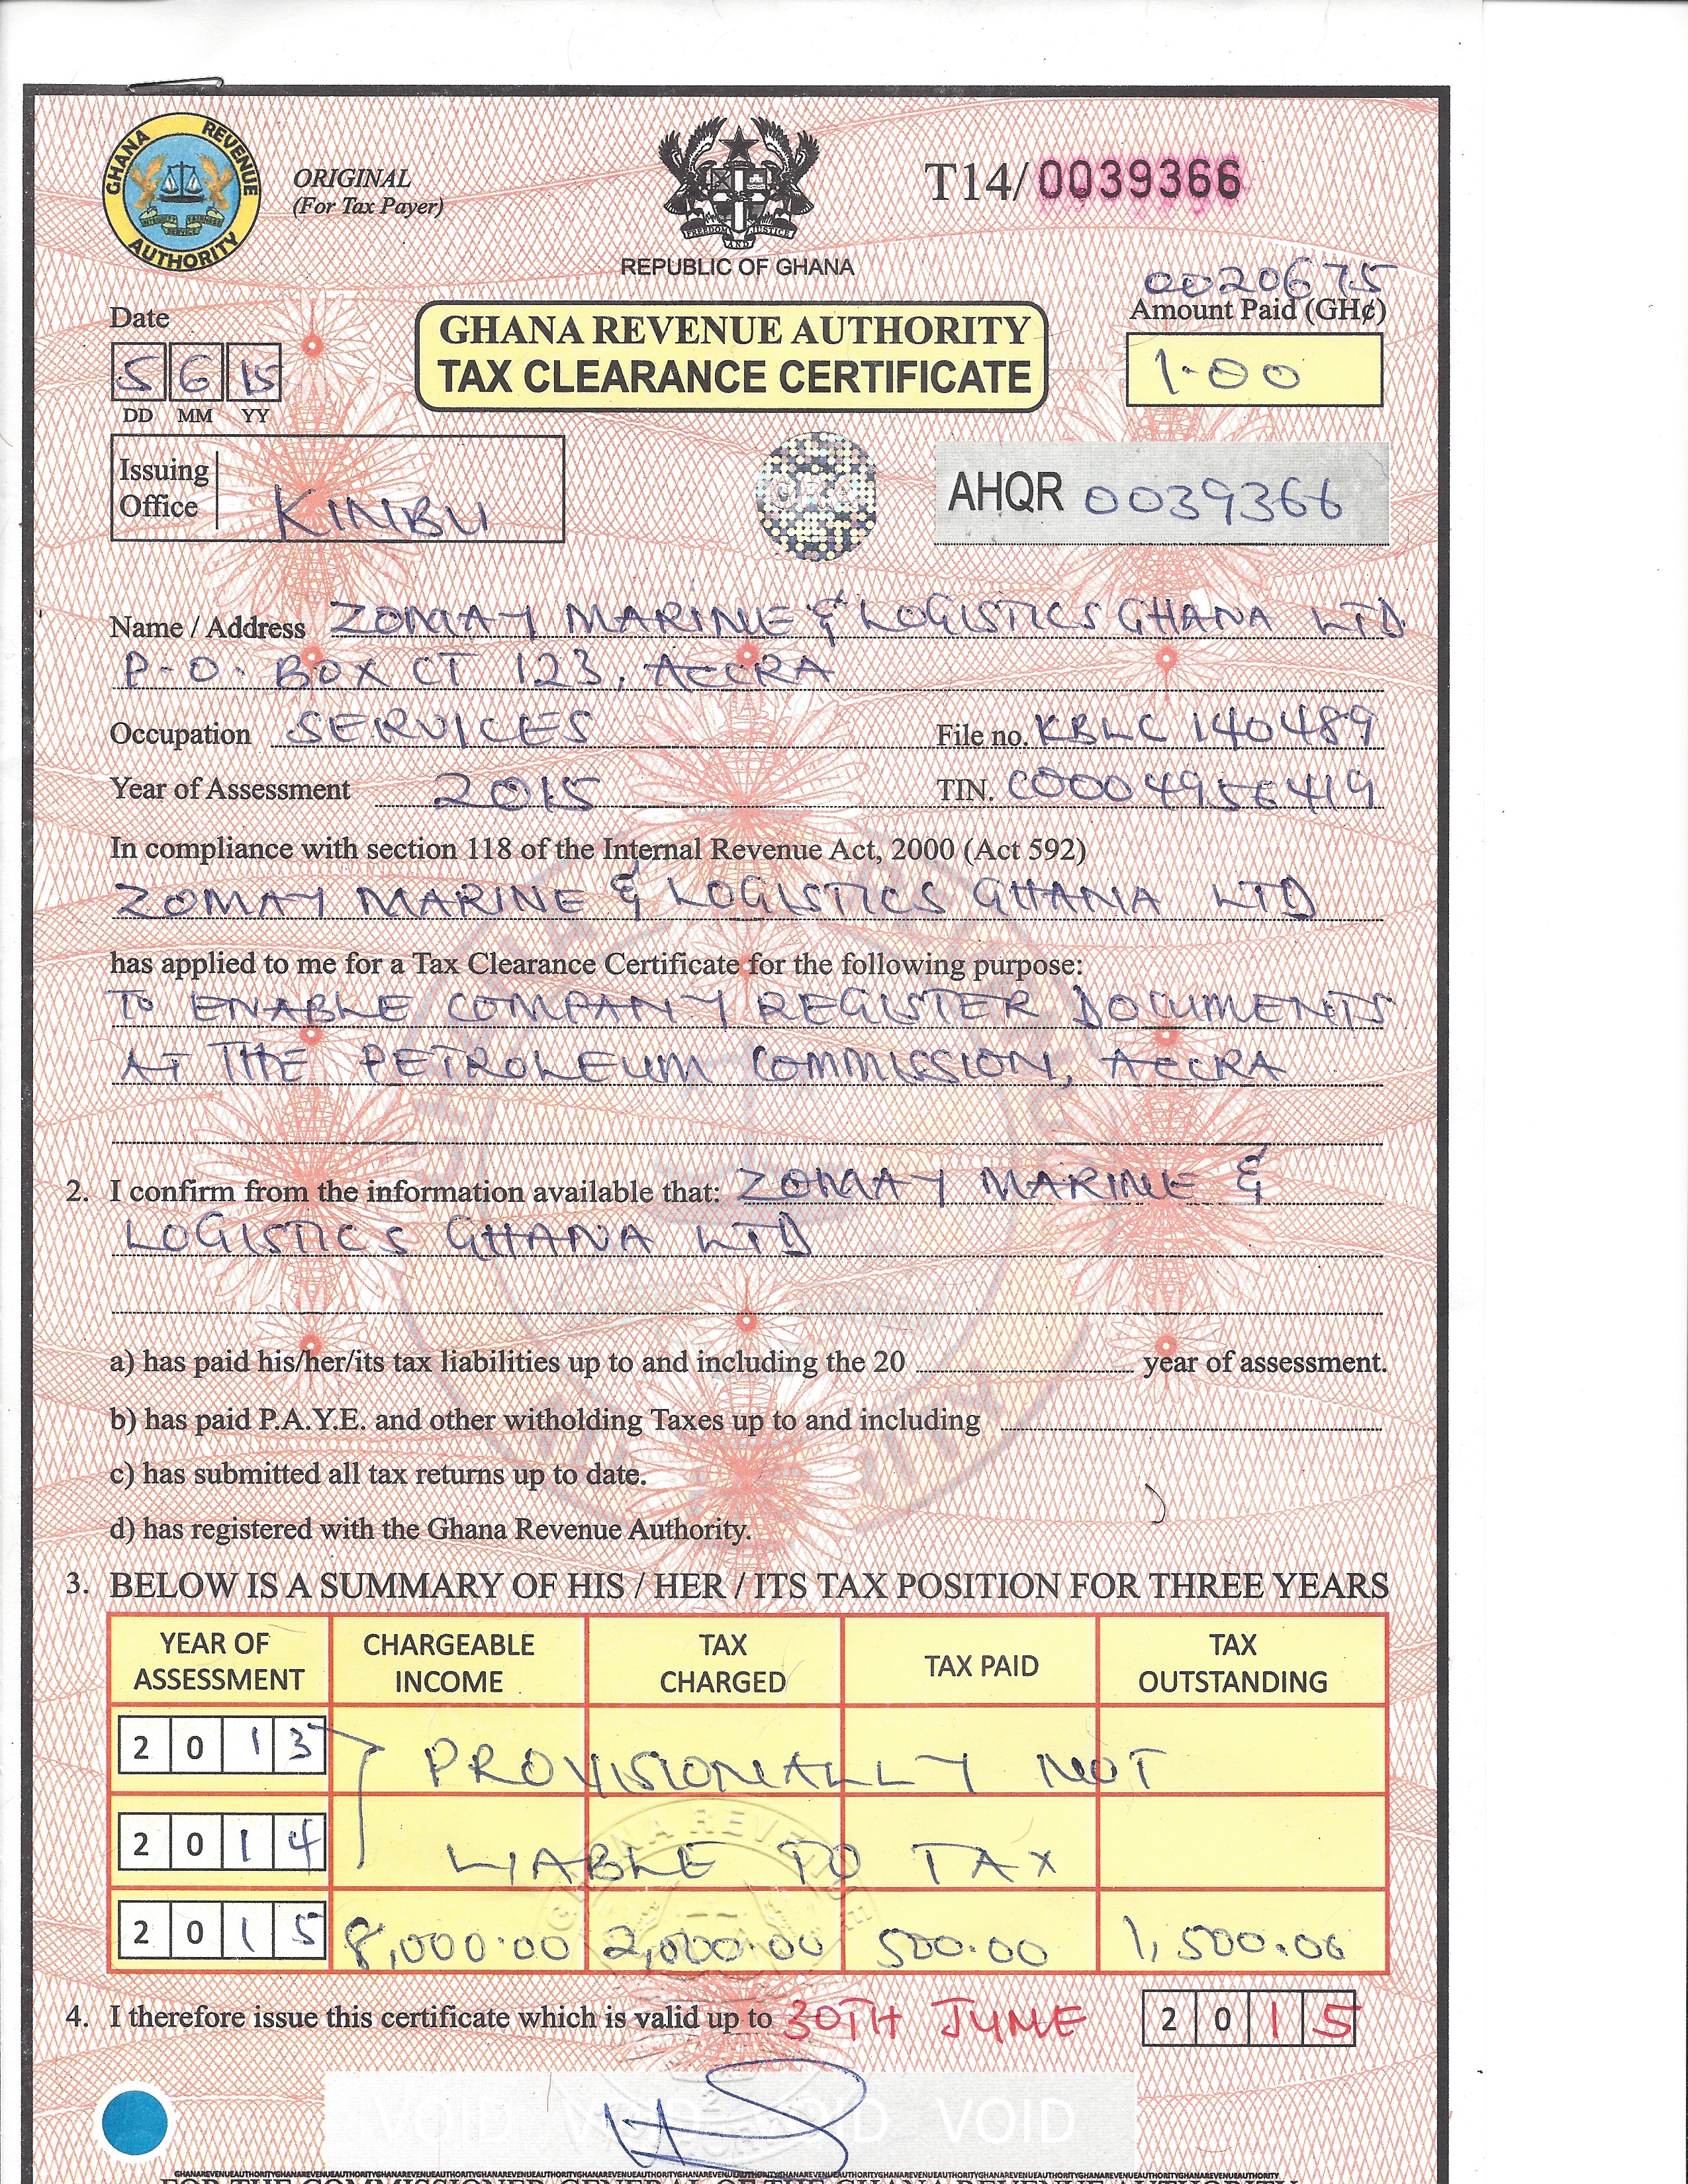 GHANA REVENUE AUTHORITY
ORIGINAL
(For Tax Payer)
FREEDOM AND JUSTICE
REPUBLIC OF GHANA
T14/0039366
0020675
Date
5 6 15
DD MM YY
GHANA REVENUE AUTHORITY
TAX CLEARANCE CERTIFICATE
Amount Paid (GH¢)
1-00
Issuing Office KINBU
GRA
AHQR 0039366
Name / Address ZOMAY MARINE & LOGISTICS GHANA LTD
P.O. BOX CT 123, ACCRA
Occupation SERVICES File no. KBLC 140489
Year of Assessment 2015 TIN. C0004956419
In compliance with section 118 of the Internal Revenue Act, 2000 (Act 592)
ZOMAY MARINE & LOGISTICS GHANA LTD
has applied to me for a Tax Clearance Certificate for the following purpose:
TO ENABLE COMPANY REGISTER DOCUMENTS
AT THE PETROLEUM COMMISSION, ACCRA
2. I confirm from the information available that: ZOMAY MARINE &
LOGISTICS GHANA LTD
a) has paid his/her/its tax liabilities up to and including the 20 year of assessment.
b) has paid P.A.Y.E. and other witholding Taxes up to and including
c) has submitted all tax returns up to date.
d) has registered with the Ghana Revenue Authority.
3. BELOW IS A SUMMARY OF HIS / HER / ITS TAX POSITION FOR THREE YEARS
YEAR OF ASSESSMENT CHARGEABLE INCOME TAX CHARGED TAX PAID TAX OUTSTANDING
2013 PROVISIONALLY NOT
2014 LIABLE TO TAX
2015 8,000.00 2,000.00 500.00 1,500.00
4. I therefore issue this certificate which is valid up to 30TH JUNE 2015
VOID VOID VOID VOID
FOR THE COMMISSIONER GENERAL OF THE GHANA REVENUE AUTHORITY